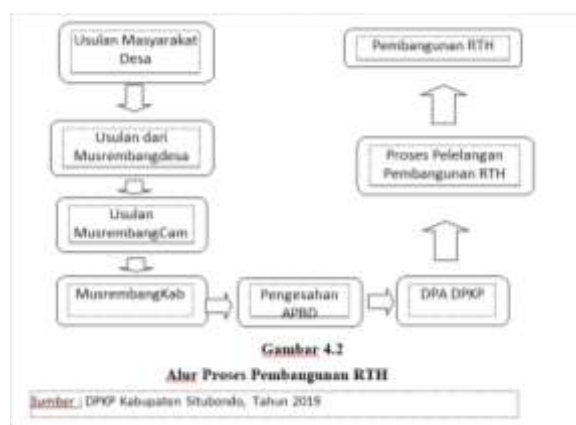 Usulan Masyarakat
Desa
Usulan dari
Musrembangdesa
Usulan
MusrembangCam
MusrembangKab
Pengesahan
APBD
DPA DPKP
Proses Pelelangan
Pembangunan RTH
Pembangunan RTH
Gambar 4.2
Alur Proses Pembangunan RTH
Sumber : DPKP Kabupaten Situbondo, Tahun 2019